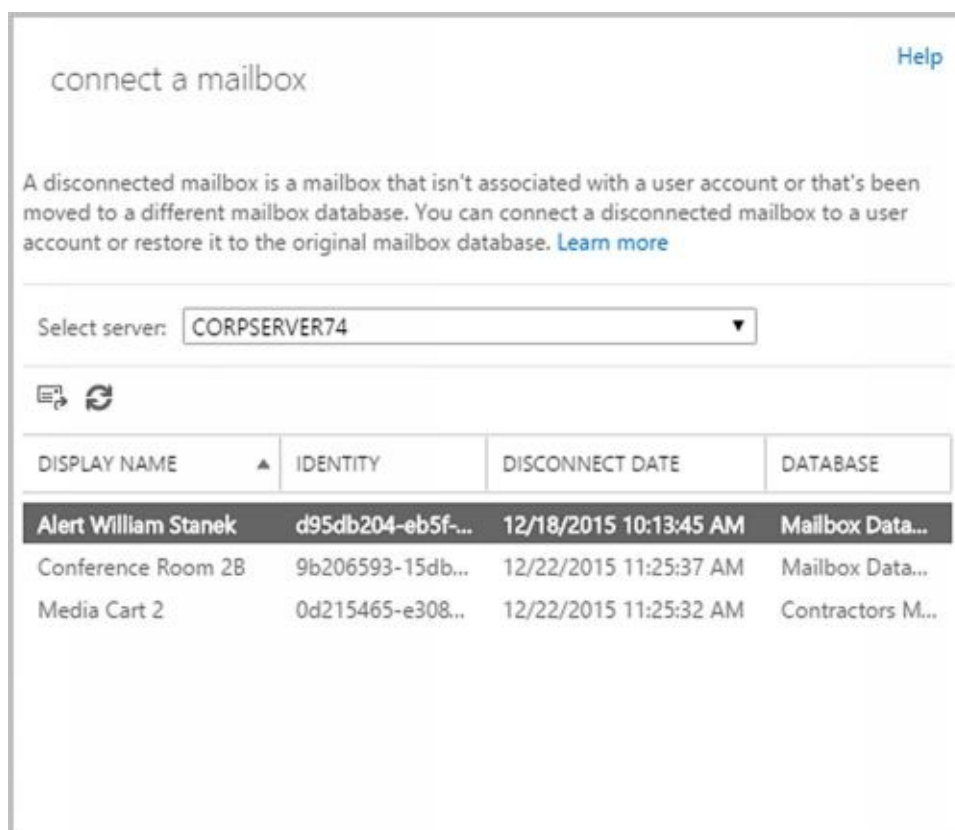 Help
connect a mailbox
A disconnected mailbox is a mailbox that isn't associated with a user account or that's been
moved to a different mailbox database. You can connect a disconnected mailbox to a user
account or restore it to the original mailbox database. Learn more
Select server: CORPSERVER74
DISPLAY NAME IDENTITY DISCONNECT DATE DATABASE
Alert William Stanek d95db204-eb5f-... 12/18/2015 10:13:45 AM Mailbox Data...
Conference Room 2B 9b206593-15db... 12/22/2015 11:25:37 AM Mailbox Data...
Media Cart 2 0d215465-e308... 12/22/2015 11:25:32 AM Contractors M...